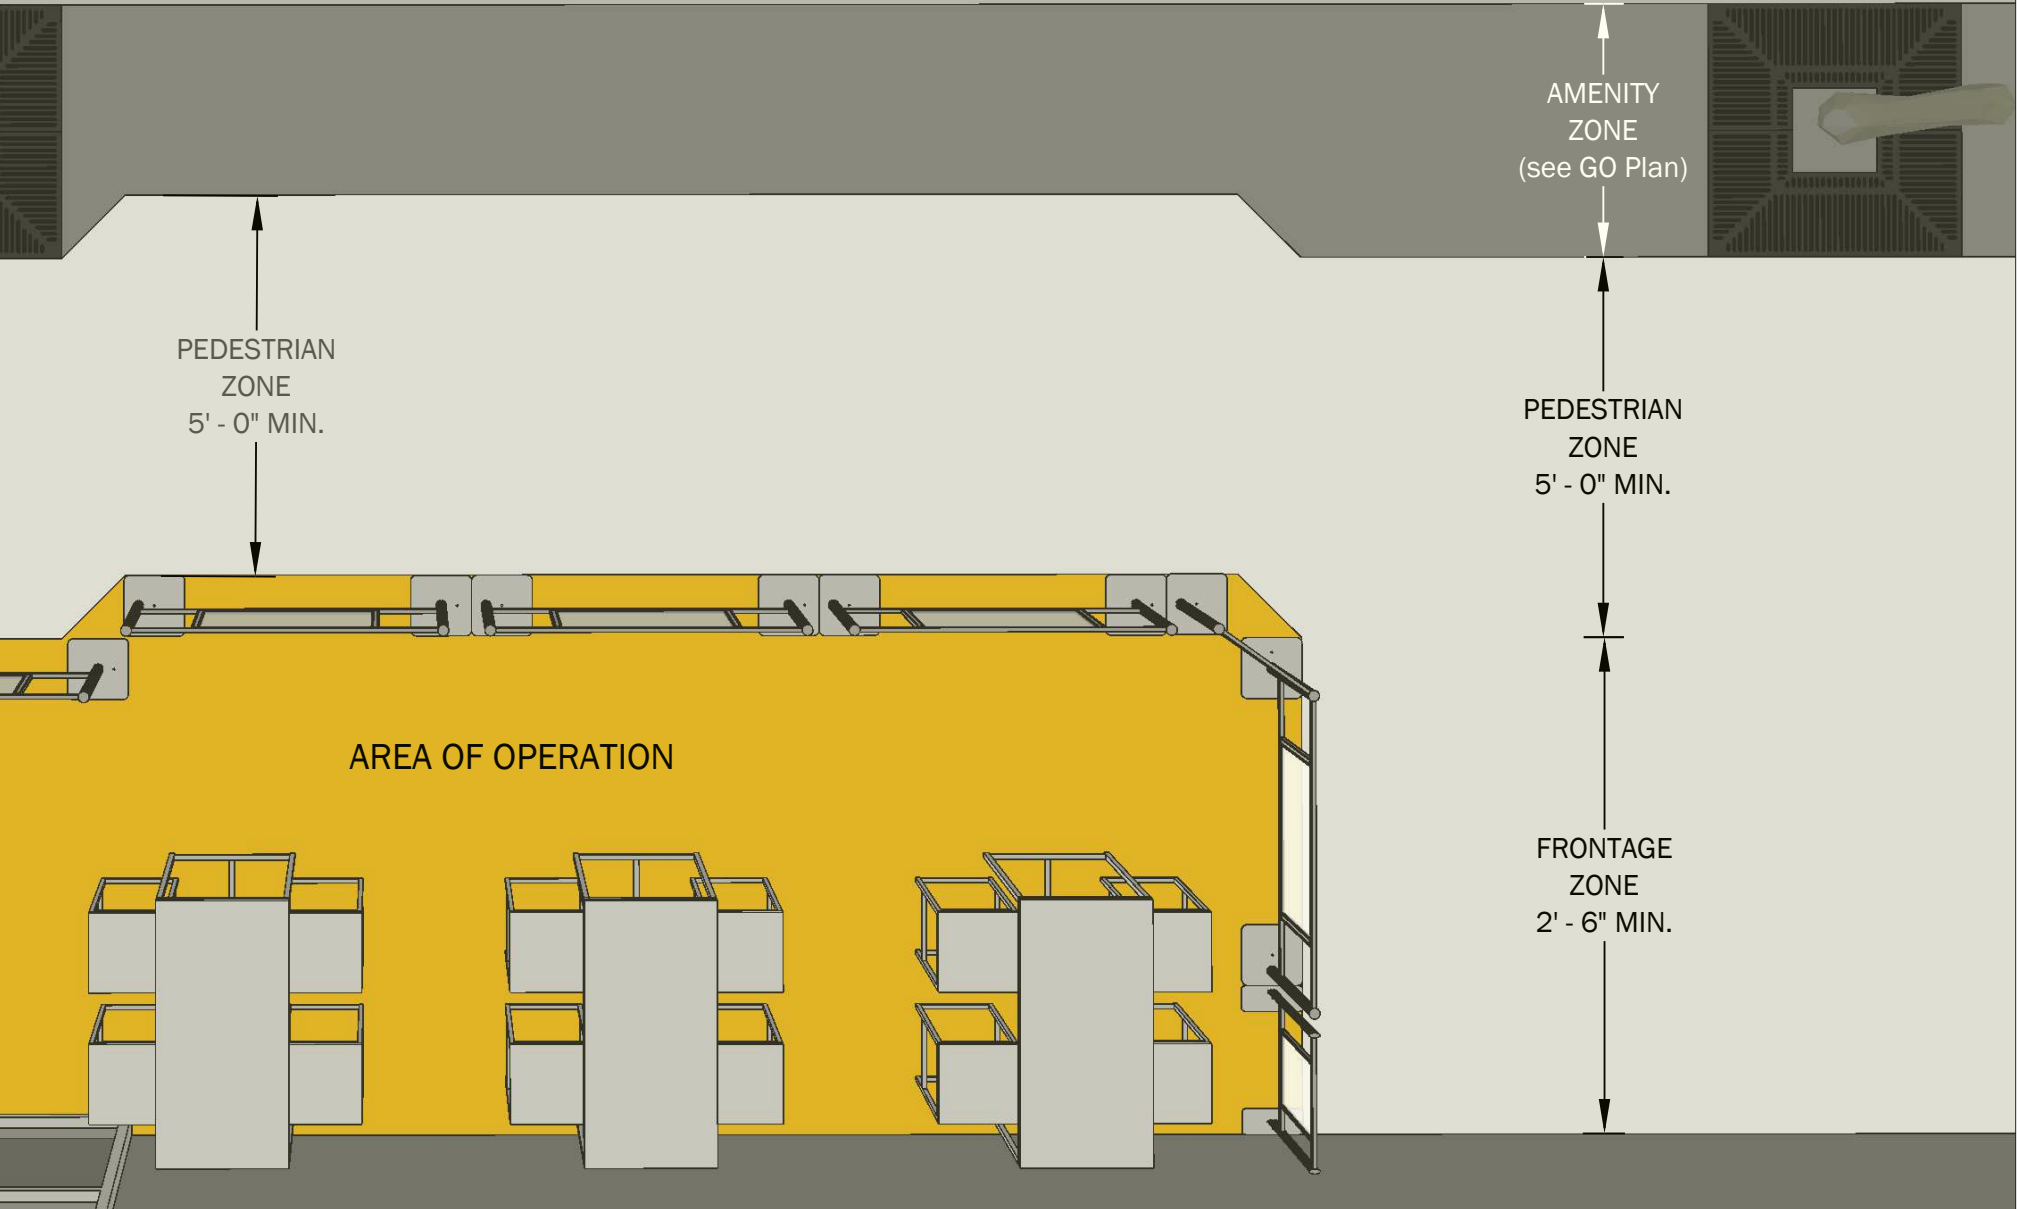 AMENITY
ZONE
(see GO Plan)
PEDESTRIAN
ZONE
5' - 0" MIN.
PEDESTRIAN
ZONE
5' - 0" MIN.
AREA OF OPERATION
FRONTAGE
ZONE
2' - 6" MIN.